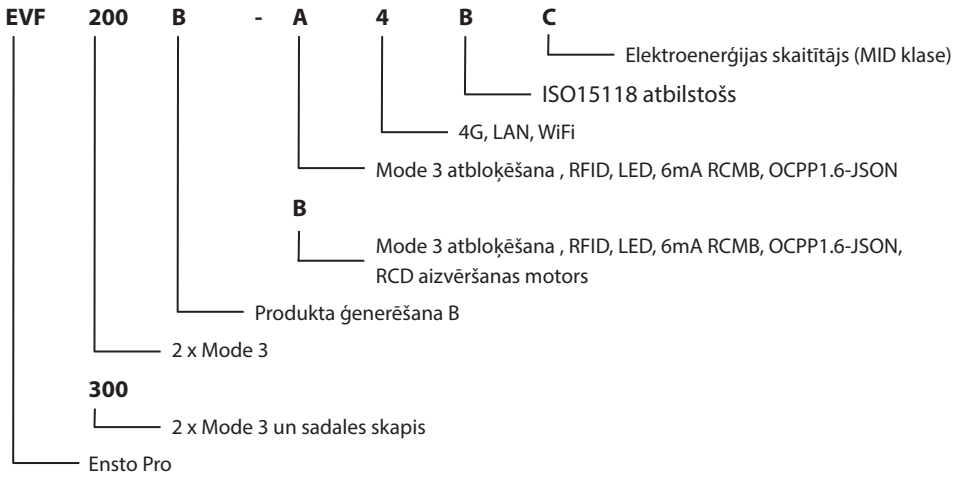 EVF 200 B - A 4 B C
Elektroenerģijas skaitītājs (MID klase)
ISO15118 atbilstošs
4G, LAN, WiFi
Mode 3 atbloķēšana , RFID, LED, 6mA RCMB, OCPP1.6-JSON
B
Mode 3 atbloķēšana , RFID, LED, 6mA RCMB, OCPP1.6-JSON,
RCD aizvēršanas motors
Produkta ģenerēšana B
2 x Mode 3
300
2 x Mode 3 un sadales skapis
Ensto Pro